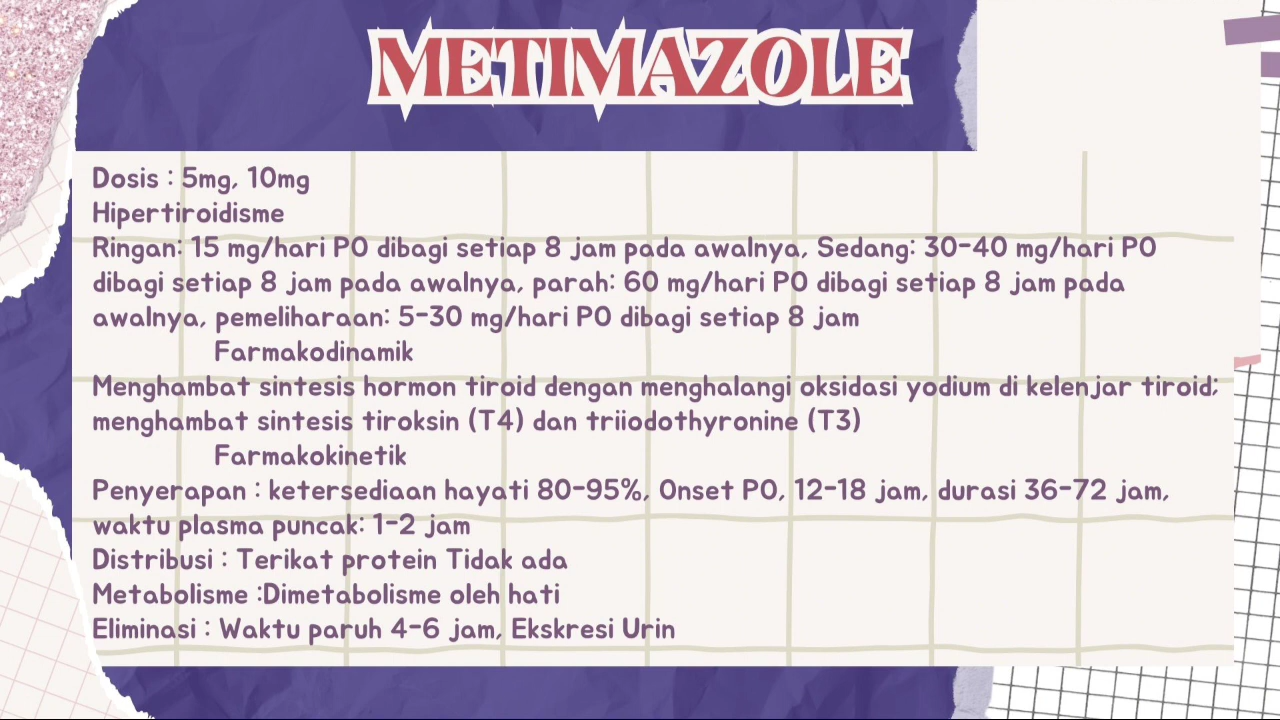 METIMAZOLE
Dosis : 5mg, 10mg
Hipertiroidisme
Ringan: 15 mg/hari PO dibagi setiap 8 jam pada awalnya, Sedang: 30-40 mg/hari PO
dibagi setiap 8 jam pada awalnya, parah: 60 mg/hari PO dibagi setiap 8 jam pada
awalnya, pemeliharaan: 5-30 mg/hari PO dibagi setiap 8 jam
Farmakodinamik
Menghambat sintesis hormon tiroid dengan menghalangi oksidasi yodium di kelenjar tiroid;
menghambat sintesis tiroksin (T4) dan triiodothyronine (T3)
Farmakokinetik
Penyerapan : ketersediaan hayati 80-95%, Onset PO, 12-18 jam, durasi 36-72 jam,
waktu plasma puncak: 1-2 jam
Distribusi : Terikat protein Tidak ada
Metabolisme :Dimetabolisme oleh hati
Eliminasi : Waktu paruh 4-6 jam, Ekskresi Urin